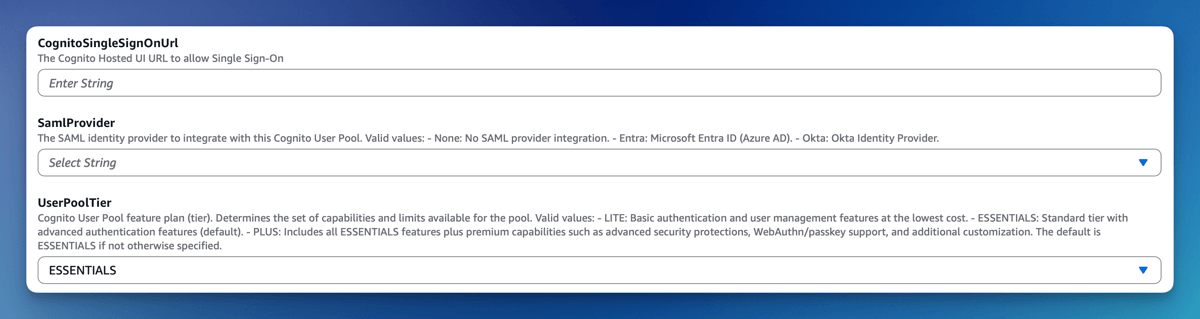 CognitoSingleSignOnUrl
The Cognito Hosted UI URL to allow Single Sign-On
Enter String
SamlProvider
The SAML identity provider to integrate with this Cognito User Pool. Valid values: - None: No SAML provider integration. - Entra: Microsoft Entra ID (Azure AD). - Okta: Okta Identity Provider.
Select String
UserPoolTier
Cognito User Pool feature plan (tier). Determines the set of capabilities and limits available for the pool. Valid values: - LITE: Basic authentication and user management features at the lowest cost. - ESSENTIALS: Standard tier with
advanced authentication features (default). - PLUS: Includes all ESSENTIALS features plus premium capabilities such as advanced security protections, WebAuthn/passkey support, and additional customization. The default is
ESSENTIALS if not otherwise specified.
ESSENTIALS